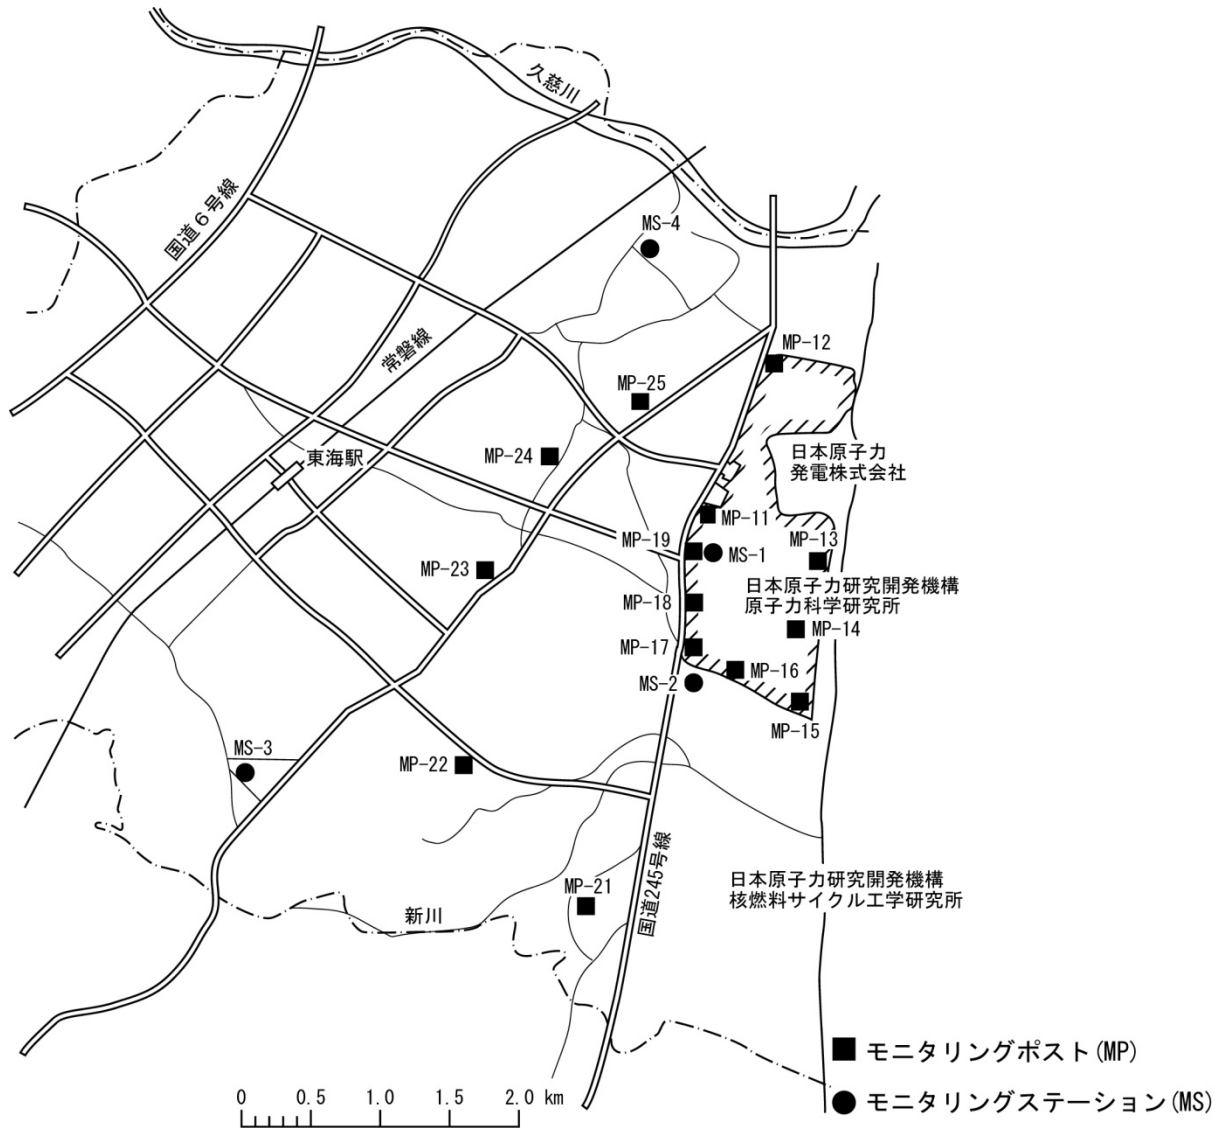 久慈川
国道6号線
MS-4
常磐線
MP-12
MP-25
東海駅
MP-24
日本原子力
発電株式会社
MP-11
MP-19
MS-1
MP-13
MP-23
日本原子力研究開発機構
原子力科学研究所
MP-18
MP-14
MP-17
MP-16
MS-2
MP-15
MS-3
MP-22
国道245号線
日本原子力研究開発機構
核燃料サイクル工学研究所
MP-21
新川
モニタリングポスト(MP)
モニタリングステーション(MS)
0 0.5 1.0 1.5 2.0 km